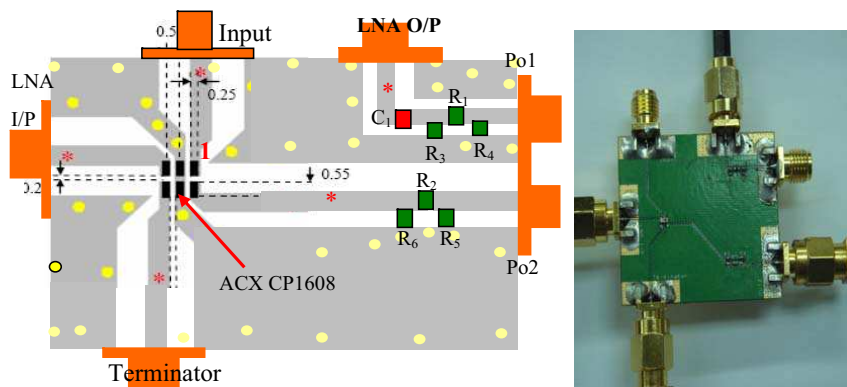 0.5
Input
LNA O/P
Po1
LNA
I/P
*
0.25
*
C1
R1
R3
R4
1
*
0.2
0.55
*
R2
R6
R5
*
ACX CP1608
Po2
Terminator